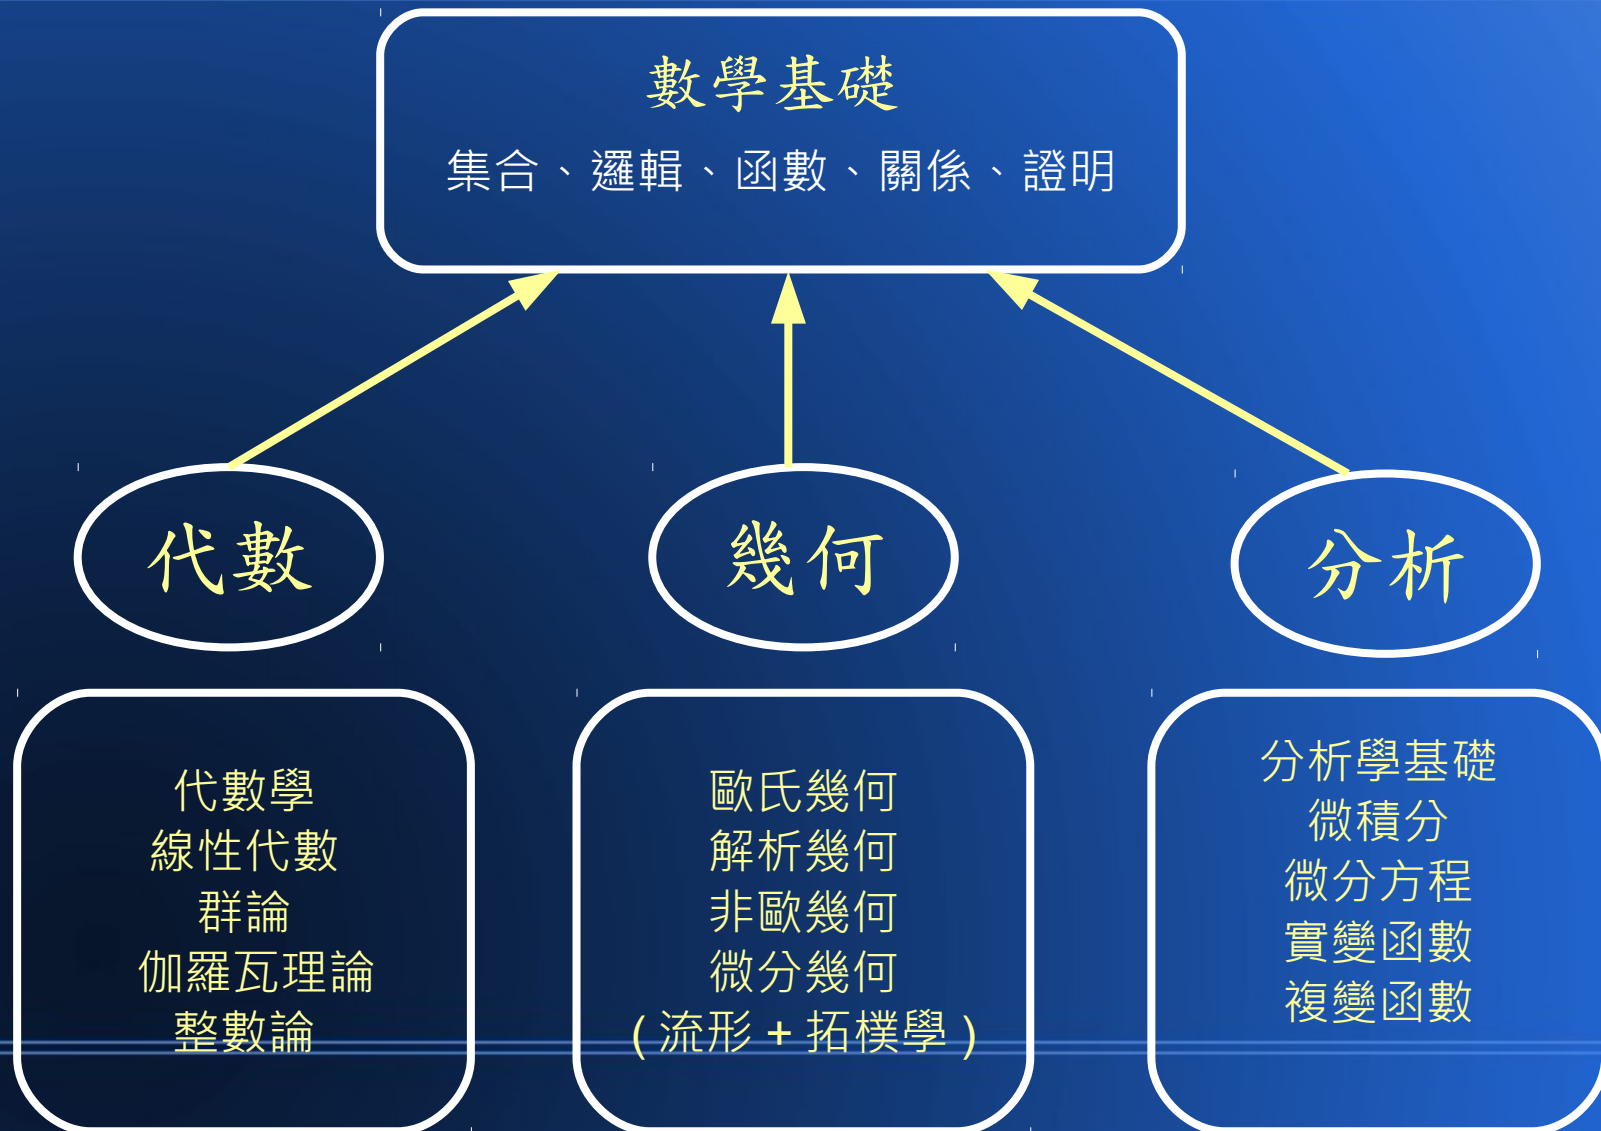 數學基礎
集合、邏輯、函數、關係、證明
代數
幾何
分析
代數學
線性代數
群論
伽羅瓦理論
整數論
歐氏幾何
解析幾何
非歐幾何
微分幾何
( 流形 + 拓樸學 )
分析學基礎
微積分
微分方程
實變函數
複變函數